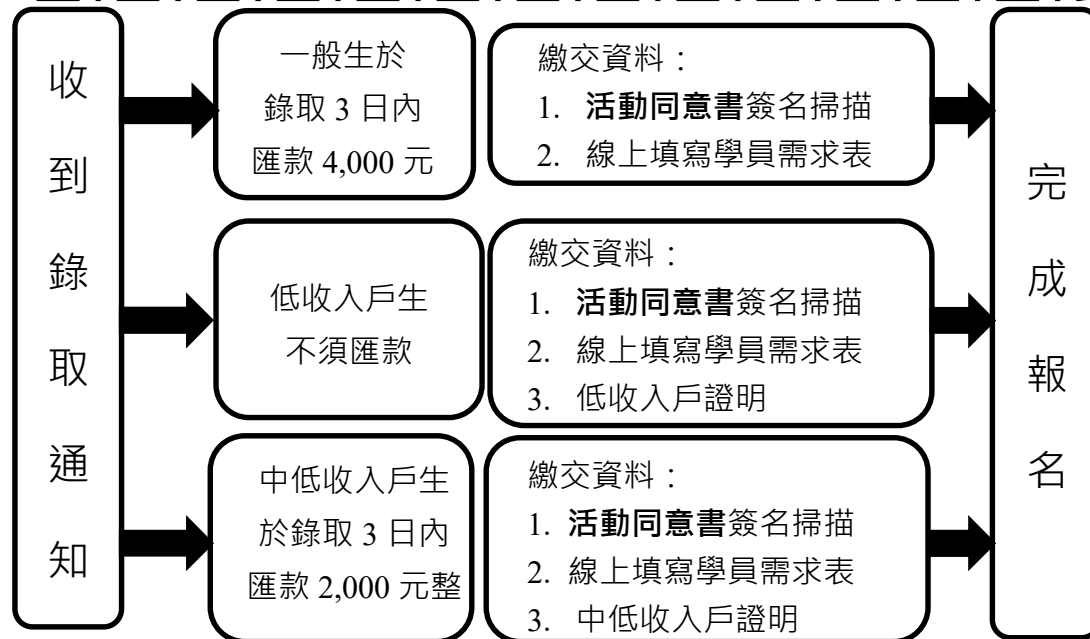 收到錄取通知
一般生於
錄取 3 日內
匯款 4,000 元
繳交資料：
1. 活動同意書簽名掃描
2. 線上填寫學員需求表
低收入戶生
不須匯款
繳交資料：
1. 活動同意書簽名掃描
2. 線上填寫學員需求表
3. 低收入戶證明
中低收入戶生
於錄取 3 日內
匯款 2,000 元整
繳交資料：
1. 活動同意書簽名掃描
2. 線上填寫學員需求表
3. 中低收入戶證明
完成報名